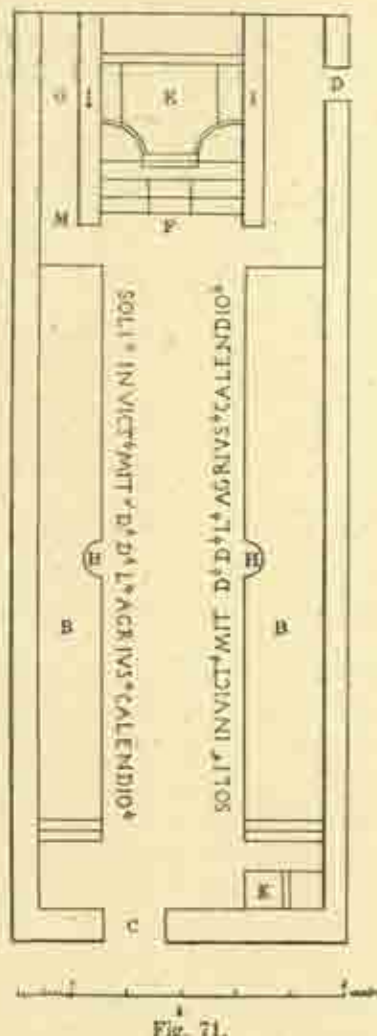 G I E I D
M F
SOLI INVICT MIT D D L AGRIVS CALENDIO
SOLI INVICT MIT D D L AGRIVS CALENDIO
H H
B B
K
C
Fig. 71.